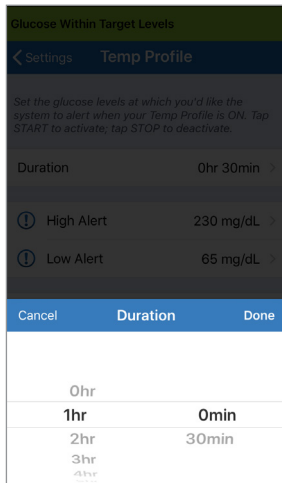 Glucose Within Target Levels
Settings Temp Profile
Set the glucose levels at which you'd like the
system to alert when your Temp Profile is ON. Tap
START to activate; tap STOP to deactivate.
Duration 0hr 30min
High Alert 230 mg/dL
Low Alert 65 mg/dL
Cancel Duration Done
0hr
1hr 0min
2hr 30min
3hr
4hr